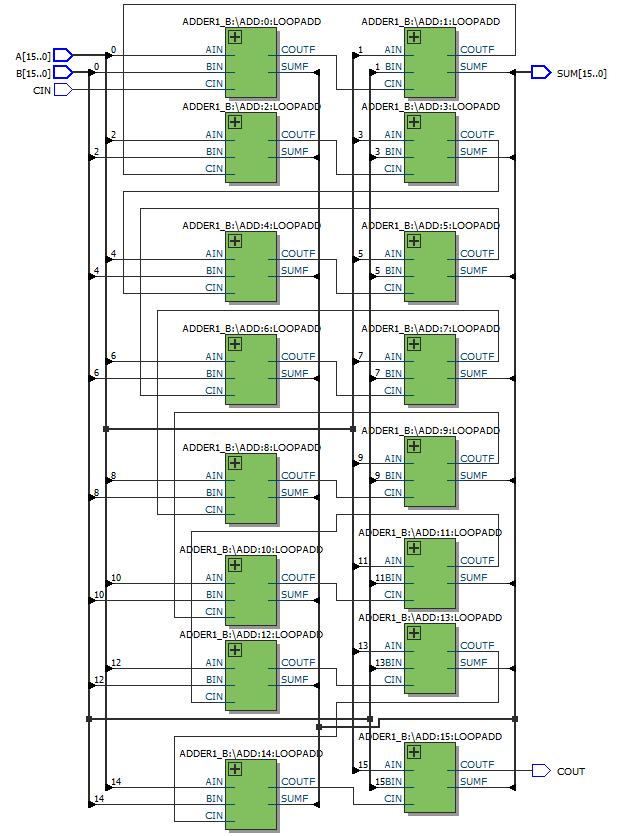 ADDER1_B:\ADD:0:LOOPADD ADDER1_B:\ADD:1:LOOPADD
A[15..0] 0 AIN COUTF 1 AIN COUTF
B[15..0] 0 BIN SUMF 1 BIN SUMF SUM[15..0]
CIN CIN CIN
ADDER1_B:\ADD:2:LOOPADD ADDER1_B:\ADD:3:LOOPADD
2 AIN COUTF 3 AIN COUTF
2 BIN SUMF 3 BIN SUMF
CIN CIN
ADDER1_B:\ADD:4:LOOPADD ADDER1_B:\ADD:5:LOOPADD
4 AIN COUTF 5 AIN COUTF
4 BIN SUMF 5 BIN SUMF
CIN CIN
ADDER1_B:\ADD:6:LOOPADD ADDER1_B:\ADD:7:LOOPADD
6 AIN COUTF 7 AIN COUTF
6 BIN SUMF 7 BIN SUMF
CIN CIN
ADDER1_B:\ADD:9:LOOPADD
ADDER1_B:\ADD:8:LOOPADD
9 AIN COUTF
8 AIN COUTF 9 BIN SUMF
8 BIN SUMF CIN
CIN
ADDER1_B:\ADD:11:LOOPADD
ADDER1_B:\ADD:10:LOOPADD
11 AIN COUTF
10 AIN COUTF 11 BIN SUMF
10 BIN SUMF CIN
CIN
ADDER1_B:\ADD:13:LOOPADD
ADDER1_B:\ADD:12:LOOPADD
13 AIN COUTF
12 AIN COUTF 13 BIN SUMF
12 BIN SUMF CIN
CIN
ADDER1_B:\ADD:15:LOOPADD
ADDER1_B:\ADD:14:LOOPADD
15 AIN COUTF COUT
14 AIN COUTF 15 BIN SUMF
14 BIN SUMF CIN
CIN